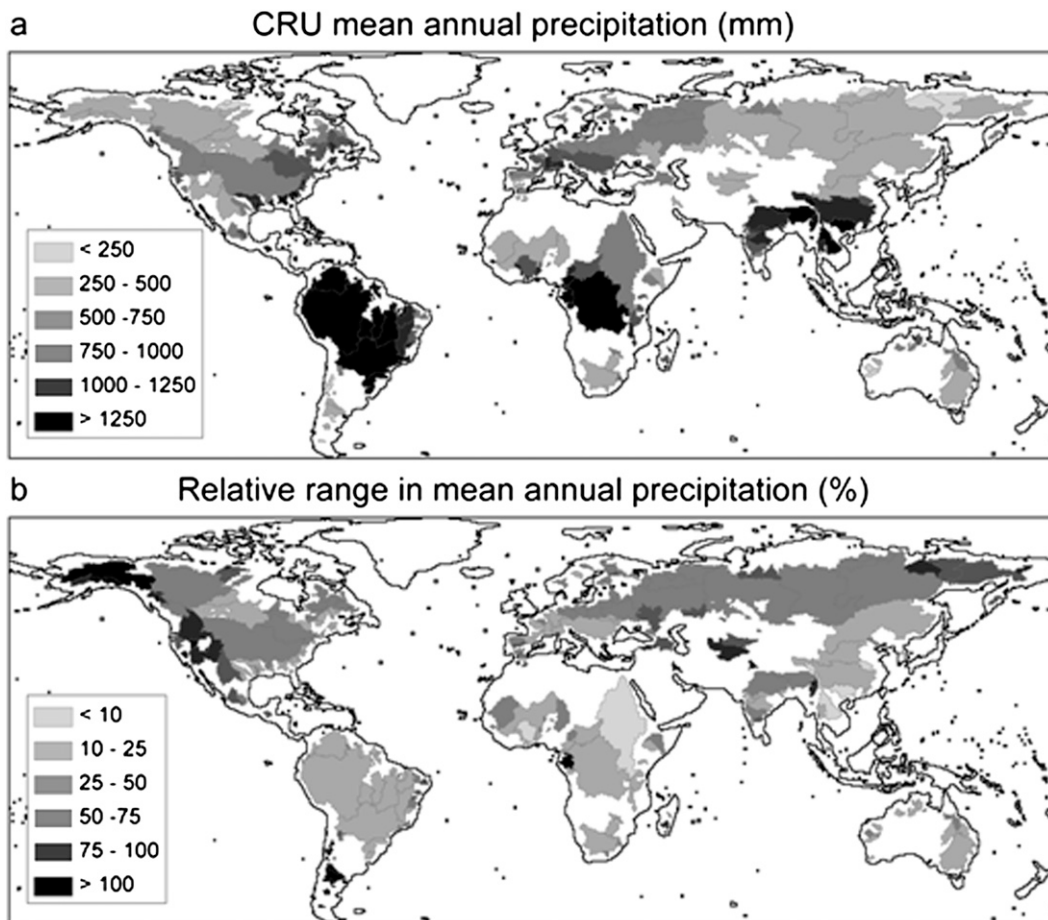 a
CRU mean annual precipitation (mm)
< 250
250 - 500
500 -750
750 - 1000
1000 - 1250
> 1250
b
Relative range in mean annual precipitation (%)
< 10
10 - 25
25 - 50
50 -75
75 - 100
> 100